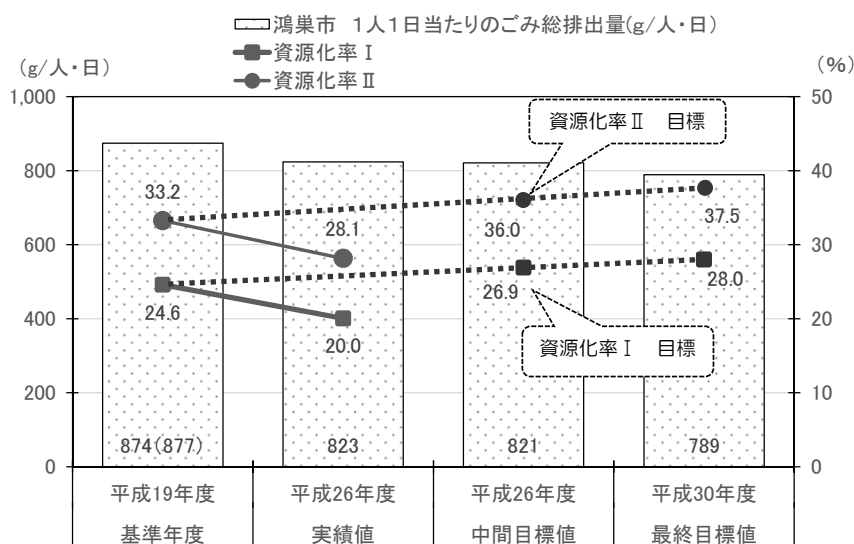 鴻巣市 1人1日当たりのごみ総排出量(g/人・日)
資源化率Ⅰ
資源化率Ⅱ
(g/人・日)
(%)
1,000
800
600
400
200
0
50
40
30
20
10
0
資源化率Ⅱ 目標
33.2
28.1
36.0
37.5
24.6
20.0
26.9
28.0
資源化率Ⅰ 目標
874(877)
823
821
789
平成19年度
平成26年度
平成26年度
平成30年度
基準年度
実績値
中間目標値
最終目標値